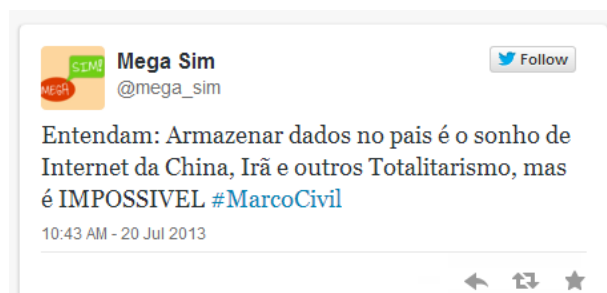 SIM!
MEGA
Mega Sim
@mega_sim
Follow
Entendam: Armazenar dados no pais é o sonho de
Internet da China, Irã e outros Totalitarismo, mas
é IMPOSSIVEL #MarcoCivil
10:43 AM - 20 Jul 2013